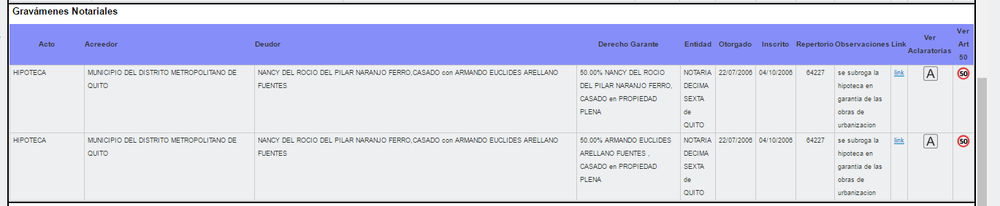 Gravámenes Notariales
Acto Acreedor Deudor Derecho Garante Entidad Otorgado Inscrito Repertorio Observaciones Link Ver Aclaratorias Ver Art 50
HIPOTECA MUNICIPIO DEL DISTRITO METROPOLITANO DE NANCY DEL ROCIO DEL PILAR NARANJO FERRO,CASADO con ARMANDO EUCLIDES ARELLANO 50.00% NANCY DEL ROCIO NOTARIA 22/07/2006 04/10/2006 64227 se subroga la link A 50
QUITO FUENTES DEL PILAR NARANJO FERRO, DECIMA hipoteca en
CASADO en PROPIEDAD SEXTA garantia de las
PLENA de obras de
QUITO urbanizacion
HIPOTECA MUNICIPIO DEL DISTRITO METROPOLITANO DE NANCY DEL ROCIO DEL PILAR NARANJO FERRO,CASADO con ARMANDO EUCLIDES ARELLANO 50.00% ARMANDO EUCLIDES NOTARIA 22/07/2006 04/10/2006 64227 se subroga la link A 50
QUITO FUENTES ARELLANO FUENTES , DECIMA hipoteca en
CASADO en PROPIEDAD SEXTA garantia de las
PLENA de obras de
QUITO urbanizacion